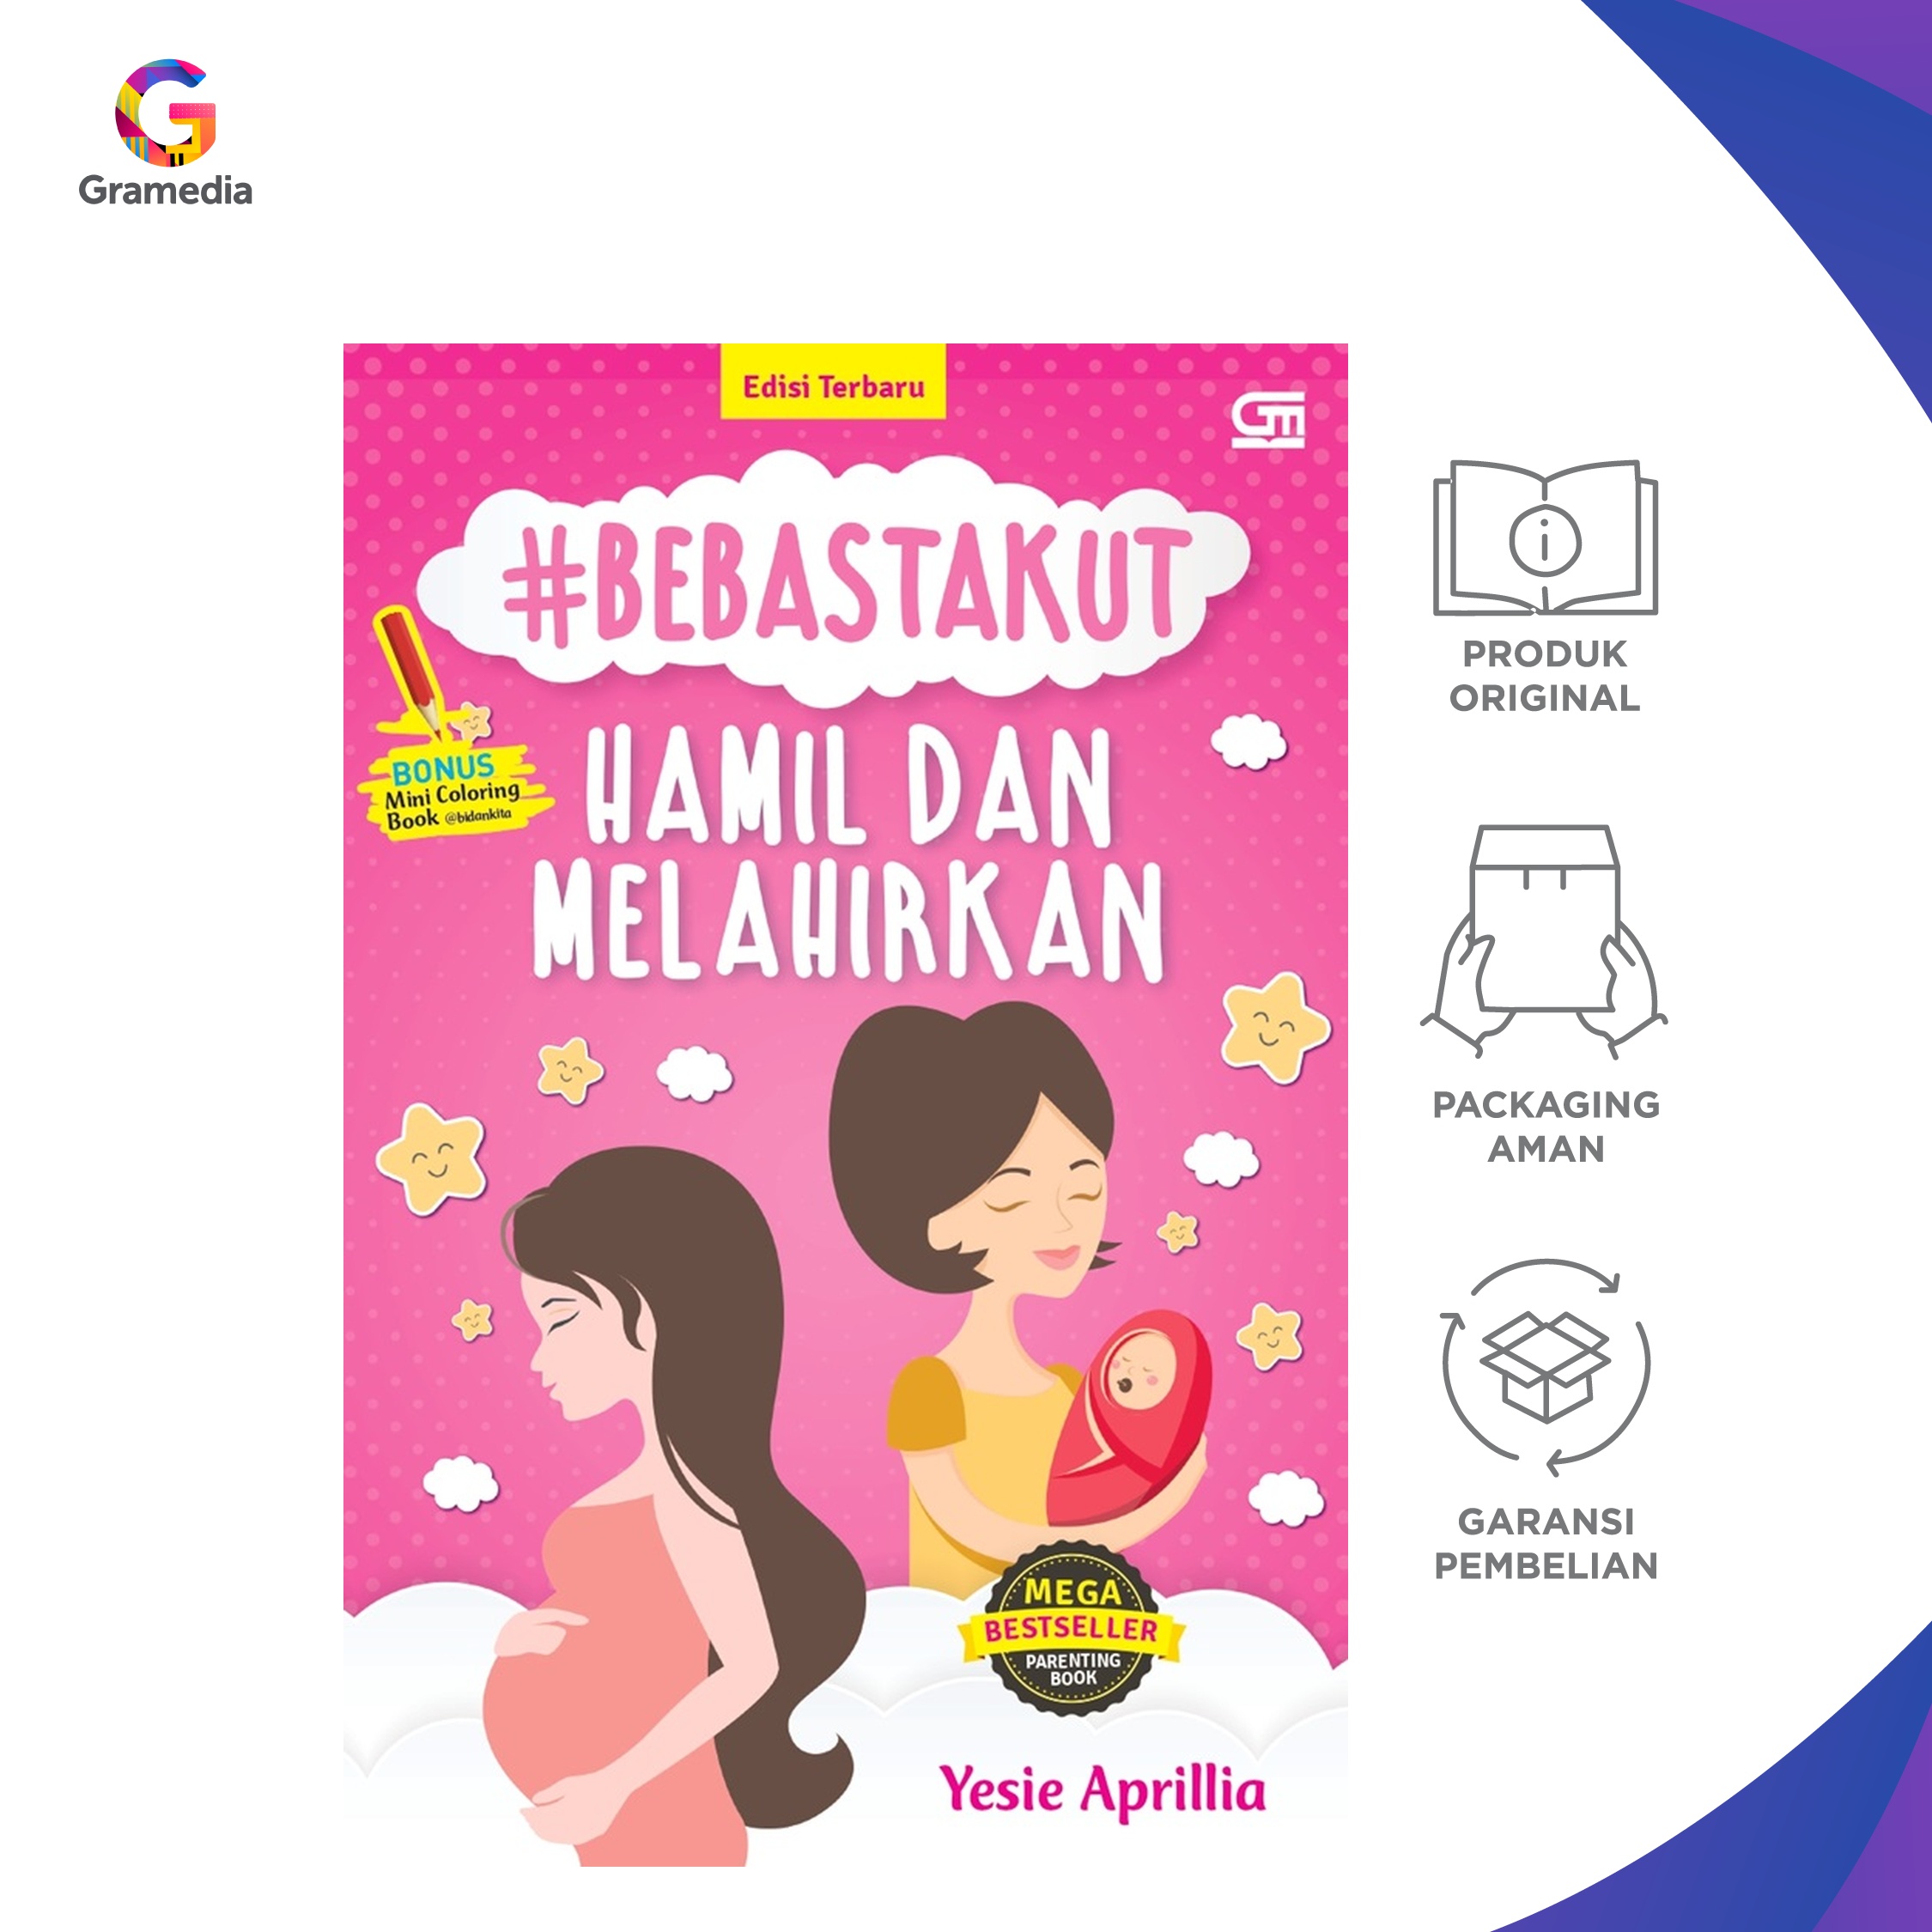 Gramedia
Edisi Terbaru
#BEBASTAKUT
HAMIL DAN
MELAHIRKAN
BONUS
Mini Coloring
Book @bidankita
MEGA
BESTSELLER
PARENTING
BOOK
Yesie Aprillia
PRODUK
ORIGINAL
PACKAGING
AMAN
GARANSI
PEMBELIAN